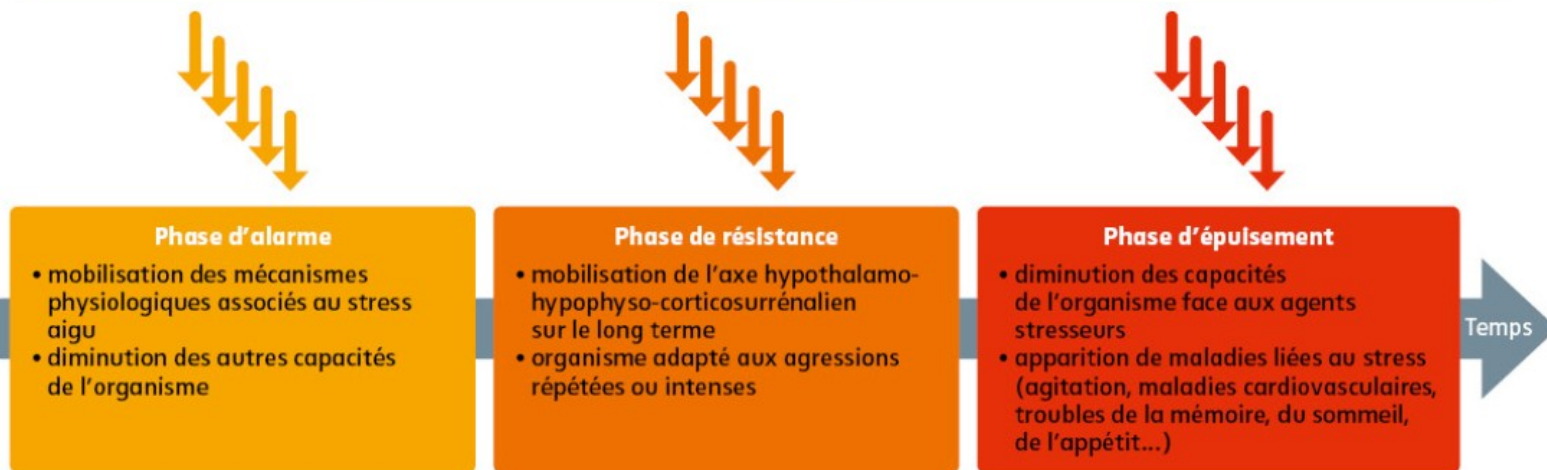 Phase d'alarme
• mobilisation des mécanismes
physiologiques associés au stress
aigu
• diminution des autres capacités
de l'organisme
Phase de résistance
• mobilisation de l'axe hypothalamo-
hypophyso-corticosurrénalien
sur le long terme
• organisme adapté aux agressions
répétées ou intenses
Phase d'épuisement
• diminution des capacités
de l'organisme face aux agents
stresseurs
• apparition de maladies liées au stress
(agitation, maladies cardiovasculaires,
troubles de la mémoire, du sommeil,
de l'appétit...)
Temps